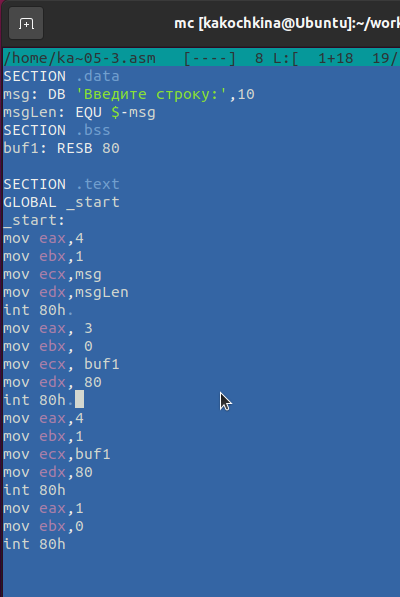 mc [kakochkina@Ubuntu]:~/work
/home/ka~05-3.asm   [----]  8 L:[  1+18  19/
SECTION .data
msg: DB 'Введите строку:',10
msgLen: EQU $-msg
SECTION .bss
buf1: RESB 80
SECTION .text
GLOBAL _start
_start:
mov eax,4
mov ebx,1
mov ecx,msg
mov edx,msgLen
int 80h.
mov eax, 3
mov ebx, 0
mov ecx, buf1
mov edx, 80
int 80h.
mov eax,4
mov ebx,1
mov ecx,buf1
mov edx,80
int 80h
mov eax,1
mov ebx,0
int 80h